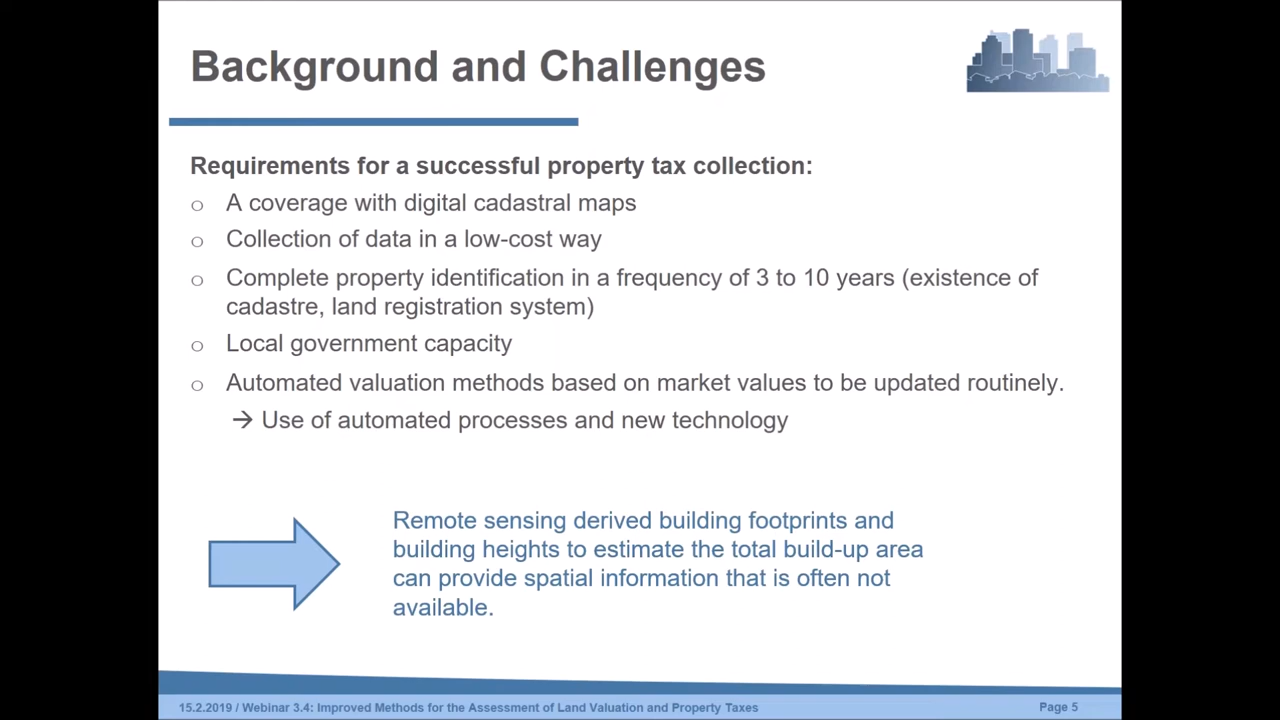 Background and Challenges
Requirements for a successful property tax collection:
o A coverage with digital cadastral maps
o Collection of data in a low-cost way
o Complete property identification in a frequency of 3 to 10 years (existence of
cadastre, land registration system)
o Local government capacity
o Automated valuation methods based on market values to be updated routinely.
→ Use of automated processes and new technology
Remote sensing derived building footprints and
building heights to estimate the total build-up area
can provide spatial information that is often not
available.
15.2.2019 / Webinar 3.4: Improved Methods for the Assessment of Land Valuation and Property Taxes
Page 5